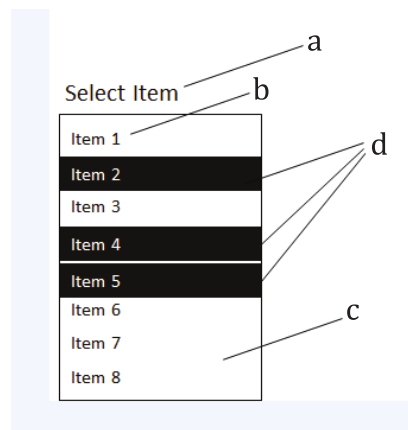 a
Select Item
b
Item 1
Item 2
d
Item 3
Item 4
Item 5
Item 6
c
Item 7
Item 8